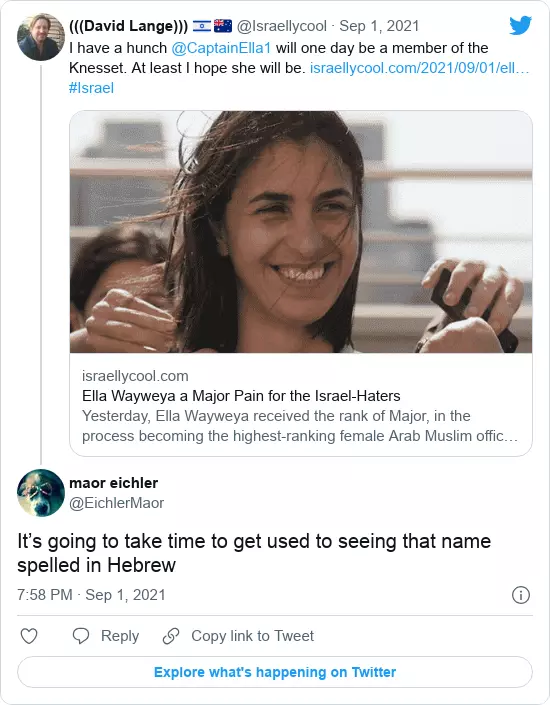 (((David Lange))) 🇮🇱 🇦🇺 @Israellycool · Sep 1, 2021
I have a hunch @CaptainElla1 will one day be a member of the
Knesset. At least I hope she will be. israellycool.com/2021/09/01/ell…
#Israel
israellycool.com
Ella Wayweya a Major Pain for the Israel-Haters
Yesterday, Ella Wayweya received the rank of Major, in the
process becoming the highest-ranking female Arab Muslim offic…
maor eichler
@EichlerMaor
It’s going to take time to get used to seeing that name
spelled in Hebrew
7:58 PM · Sep 1, 2021
Reply
Copy link to Tweet
Explore what's happening on Twitter